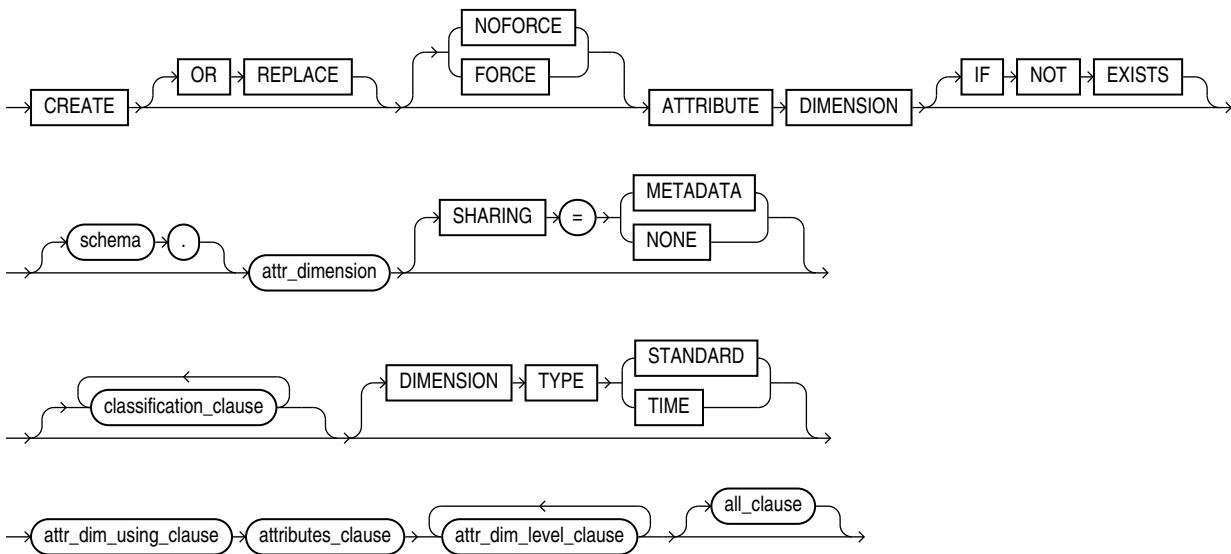 NOFORCE
OR REPLACE FORCE IF NOT EXISTS
CREATE ATTRIBUTE DIMENSION
METADATA
schema . SHARING = NONE
attr_dimension
STANDARD
DIMENSION TYPE
classification_clause TIME
all_clause
attr_dim_using_clause attributes_clause attr_dim_level_clause